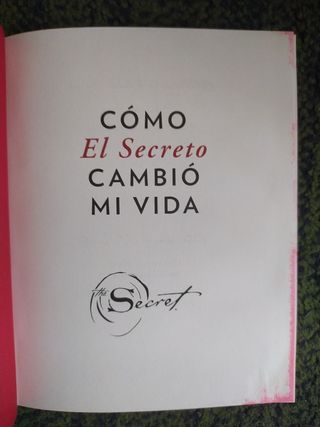 CÓMO
El Secreto
CAMBIÓ
MI VIDA
the
Secret